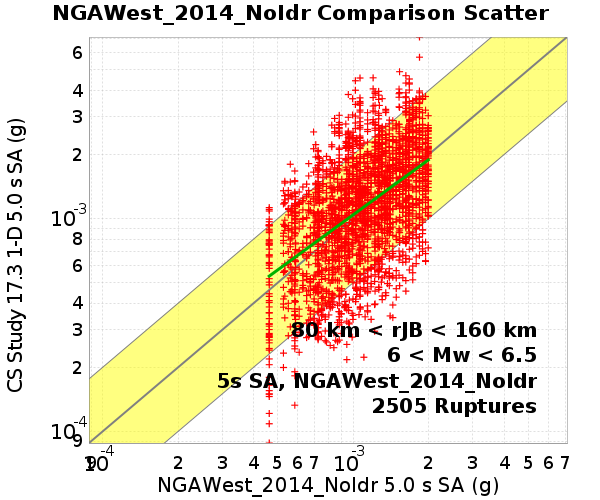 NGAWest_2014_NoIdr Comparison Scatter
CS Study 17.3 1-D 5.0 s SA (g)
6
4
3
2
10-3
8
6
4
3
2
10-4
9
80 km < rJB < 160 km
6 < Mw < 6.5
5s SA, NGAWest_2014_NoIdr
2505 Ruptures
9 10-4 2 3 4 5 6 7 10-3 2 3 4 5 6 7
NGAWest_2014_NoIdr 5.0 s SA (g)